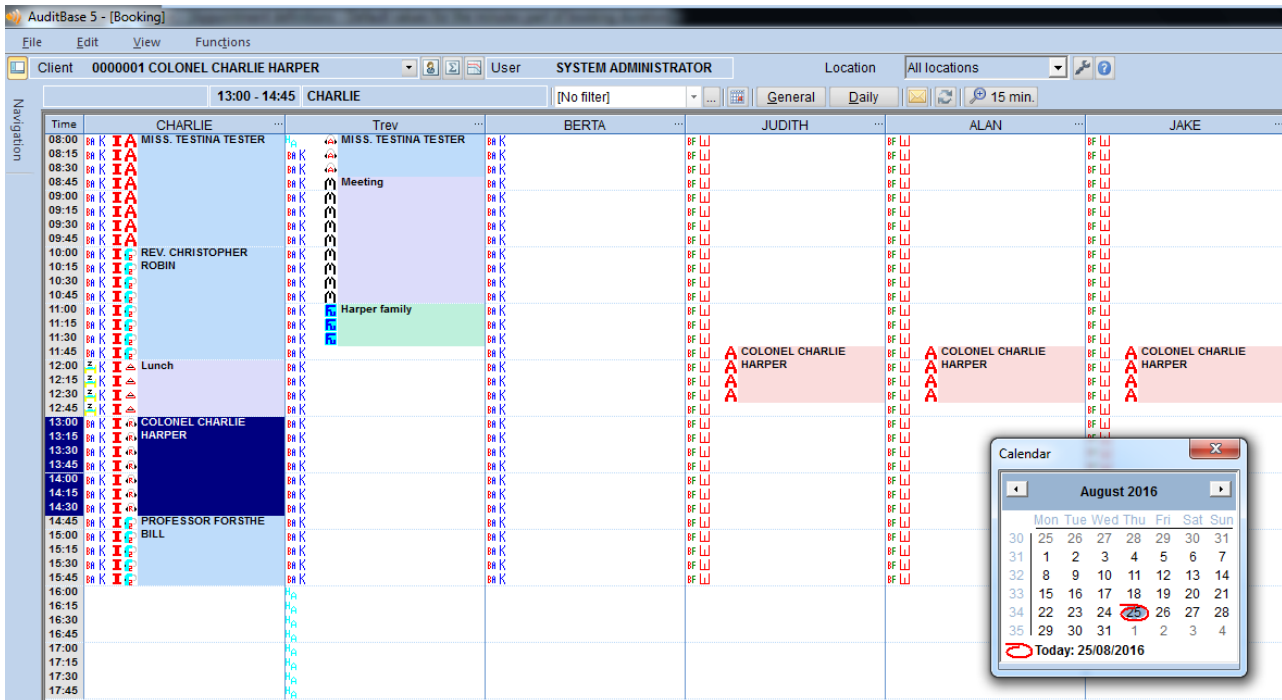 AuditBase 5 - [Booking]
File Edit View Functions
Client 0000001 COLONEL CHARLIE HARPER User SYSTEM ADMINISTRATOR Location All locations
13:00 - 14:45 CHARLIE [No filter] ... General Daily 15 min.
Navigation
Time CHARLIE ... Trev ... BERTA ... JUDITH ... ALAN ... JAKE ...
08:00 MISS. TESTINA TESTER MISS. TESTINA TESTER
08:15
08:30
08:45 Meeting
09:00
09:15
09:30
09:45
10:00 REV. CHRISTOPHER
10:15 ROBIN
10:30
10:45
11:00 Harper family
11:15
11:30
11:45 COLONEL CHARLIE COLONEL CHARLIE COLONEL CHARLIE
12:00 Lunch HARPER HARPER HARPER
12:15
12:30
12:45
13:00 COLONEL CHARLIE
13:15 HARPER
13:30
13:45
14:00
14:15
14:30
14:45 PROFESSOR FORSTHE
15:00 BILL
15:15
15:30
15:45
16:00
16:15
16:30
16:45
17:00
17:15
17:30
17:45
Calendar
August 2016
Mon Tue Wed Thu Fri Sat Sun
30 25 26 27 28 29 30 31
31 1 2 3 4 5 6 7
32 8 9 10 11 12 13 14
33 15 16 17 18 19 20 21
34 22 23 24 25 26 27 28
35 29 30 31 1 2 3 4
Today: 25/08/2016